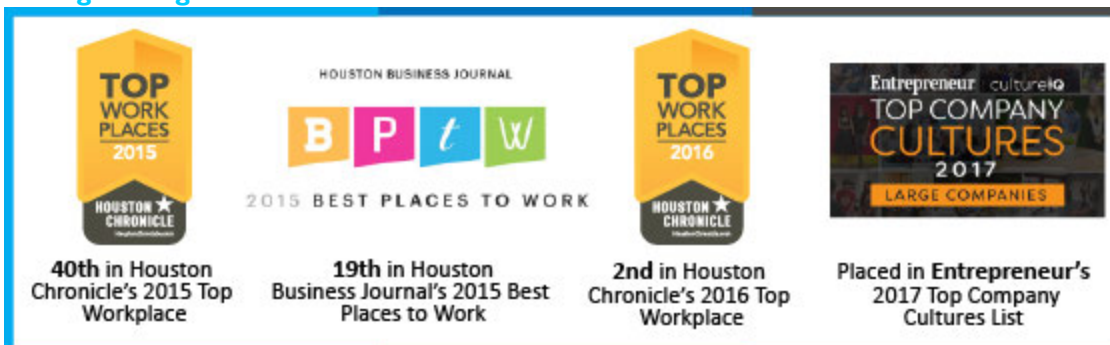 TOP
WORK
PLACES
2015
HOUSTON
CHRONICLE
40th in Houston
Chronicle's 2015 Top
Workplace
HOUSTON BUSINESS JOURNAL
B P t W
2015 BEST PLACES TO WORK
19th in Houston
Business Journal's 2015 Best
Places to Work
TOP
WORK
PLACES
2016
HOUSTON
CHRONICLE
2nd in Houston
Chronicle's 2016 Top
Workplace
Entrepreneur cultureIQ
TOP COMPANY
CULTURES
2017
LARGE COMPANIES
Placed in Entrepreneur's
2017 Top Company
Cultures List